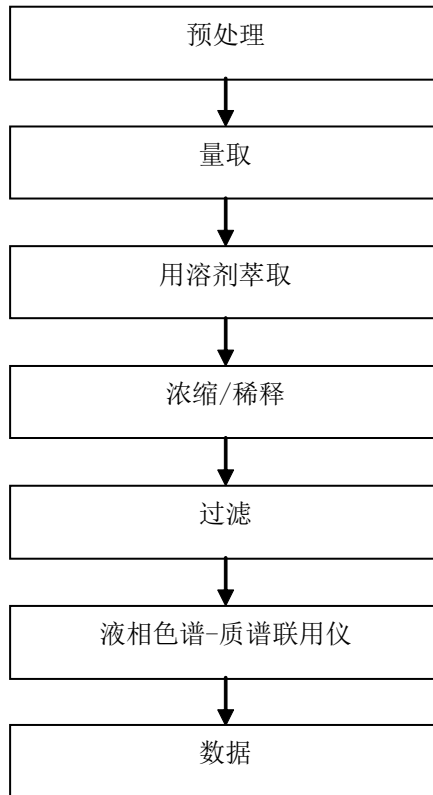 预处理
量取
用溶剂萃取
浓缩/稀释
过滤
液相色谱-质谱联用仪
数据